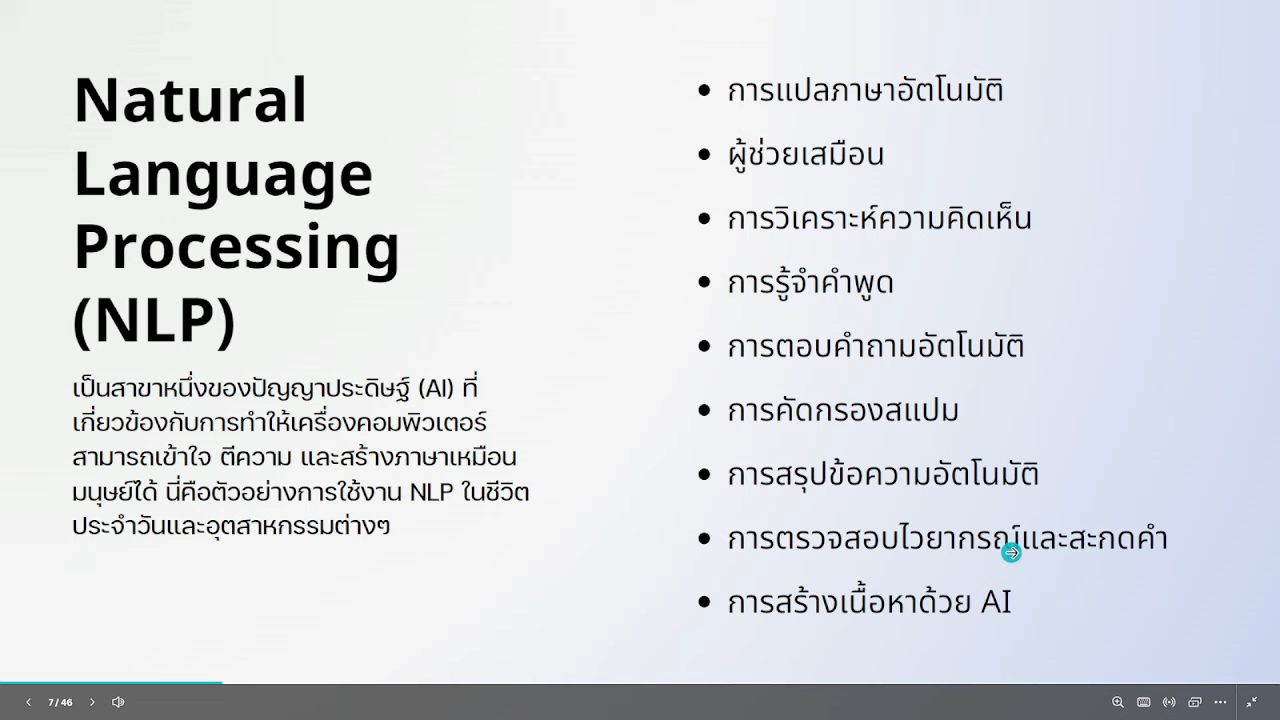 Natural
Language
Processing
(NLP)
เป็นสาขาหนึ่งของปัญญาประดิษฐ์ (AI) ที่
เกี่ยวข้องกับการทำให้เครื่องคอมพิวเตอร์
สามารถเข้าใจ ตีความ และสร้างภาษาเหมือน
มนุษย์ได้ นี่คือตัวอย่างการใช้งาน NLP ในชีวิต
ประจำวันและอุตสาหกรรมต่างๆ
• การแปลภาษาอัตโนมัติ
• ผู้ช่วยเสมือน
• การวิเคราะห์ความคิดเห็น
• การรู้จำคำพูด
• การตอบคำถามอัตโนมัติ
• การคัดกรองสแปม
• การสรุปข้อความอัตโนมัติ
• การตรวจสอบไวยากรณ์และสะกดคำ
• การสร้างเนื้อหาด้วย AI
7 / 46